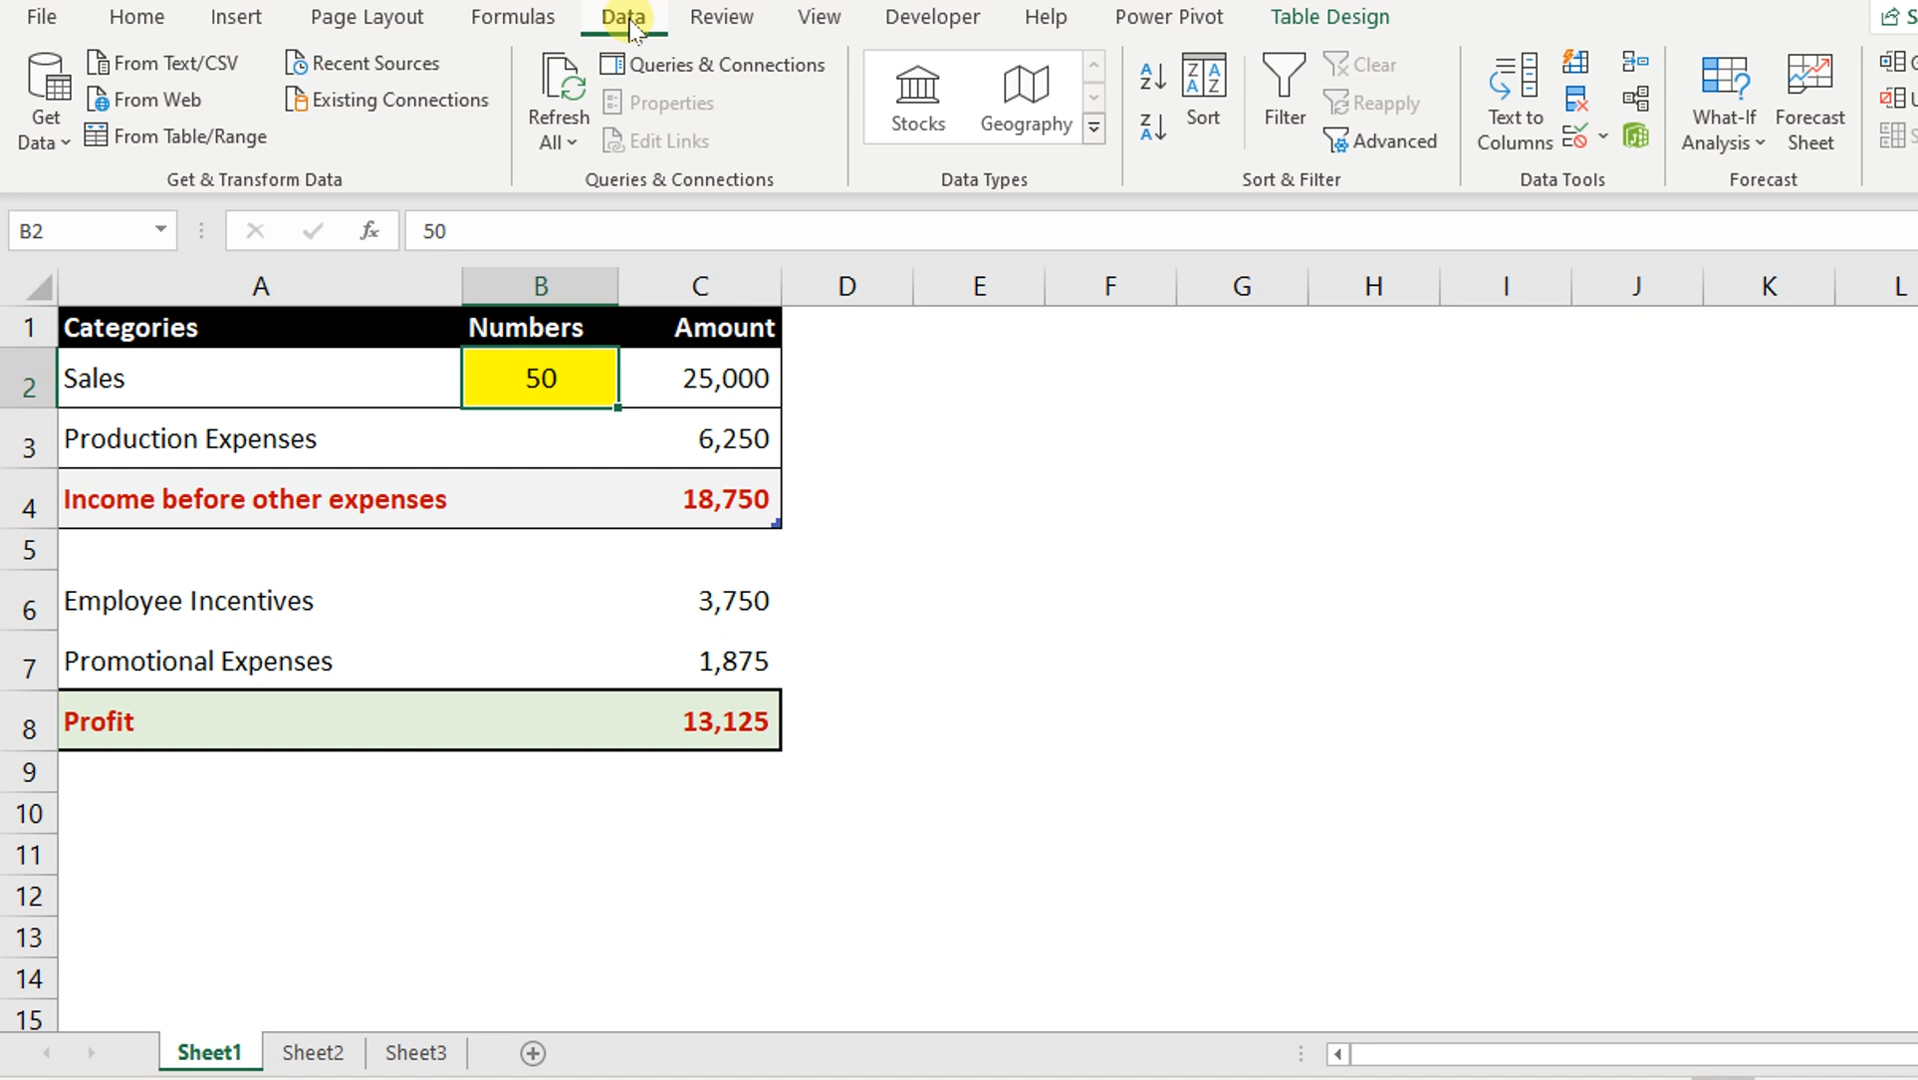 File Home Insert Page Layout Formulas Data Review View Developer Help Power Pivot Table Design
Get Data
From Text/CSV
From Web
From Table/Range
Recent Sources
Existing Connections
Get & Transform Data
Refresh All
Queries & Connections
Properties
Edit Links
Queries & Connections
Stocks
Geography
Data Types
Sort
Filter
Clear
Reapply
Advanced
Sort & Filter
Text to Columns
Data Tools
What-If Analysis
Forecast Sheet
Forecast
B2 fx 50
A B C D E F G H I J K L
1 Categories Numbers Amount
2 Sales 50 25,000
3 Production Expenses 6,250
4 Income before other expenses 18,750
5
6 Employee Incentives 3,750
7 Promotional Expenses 1,875
8 Profit 13,125
9
10
11
12
13
14
15
Sheet1 Sheet2 Sheet3